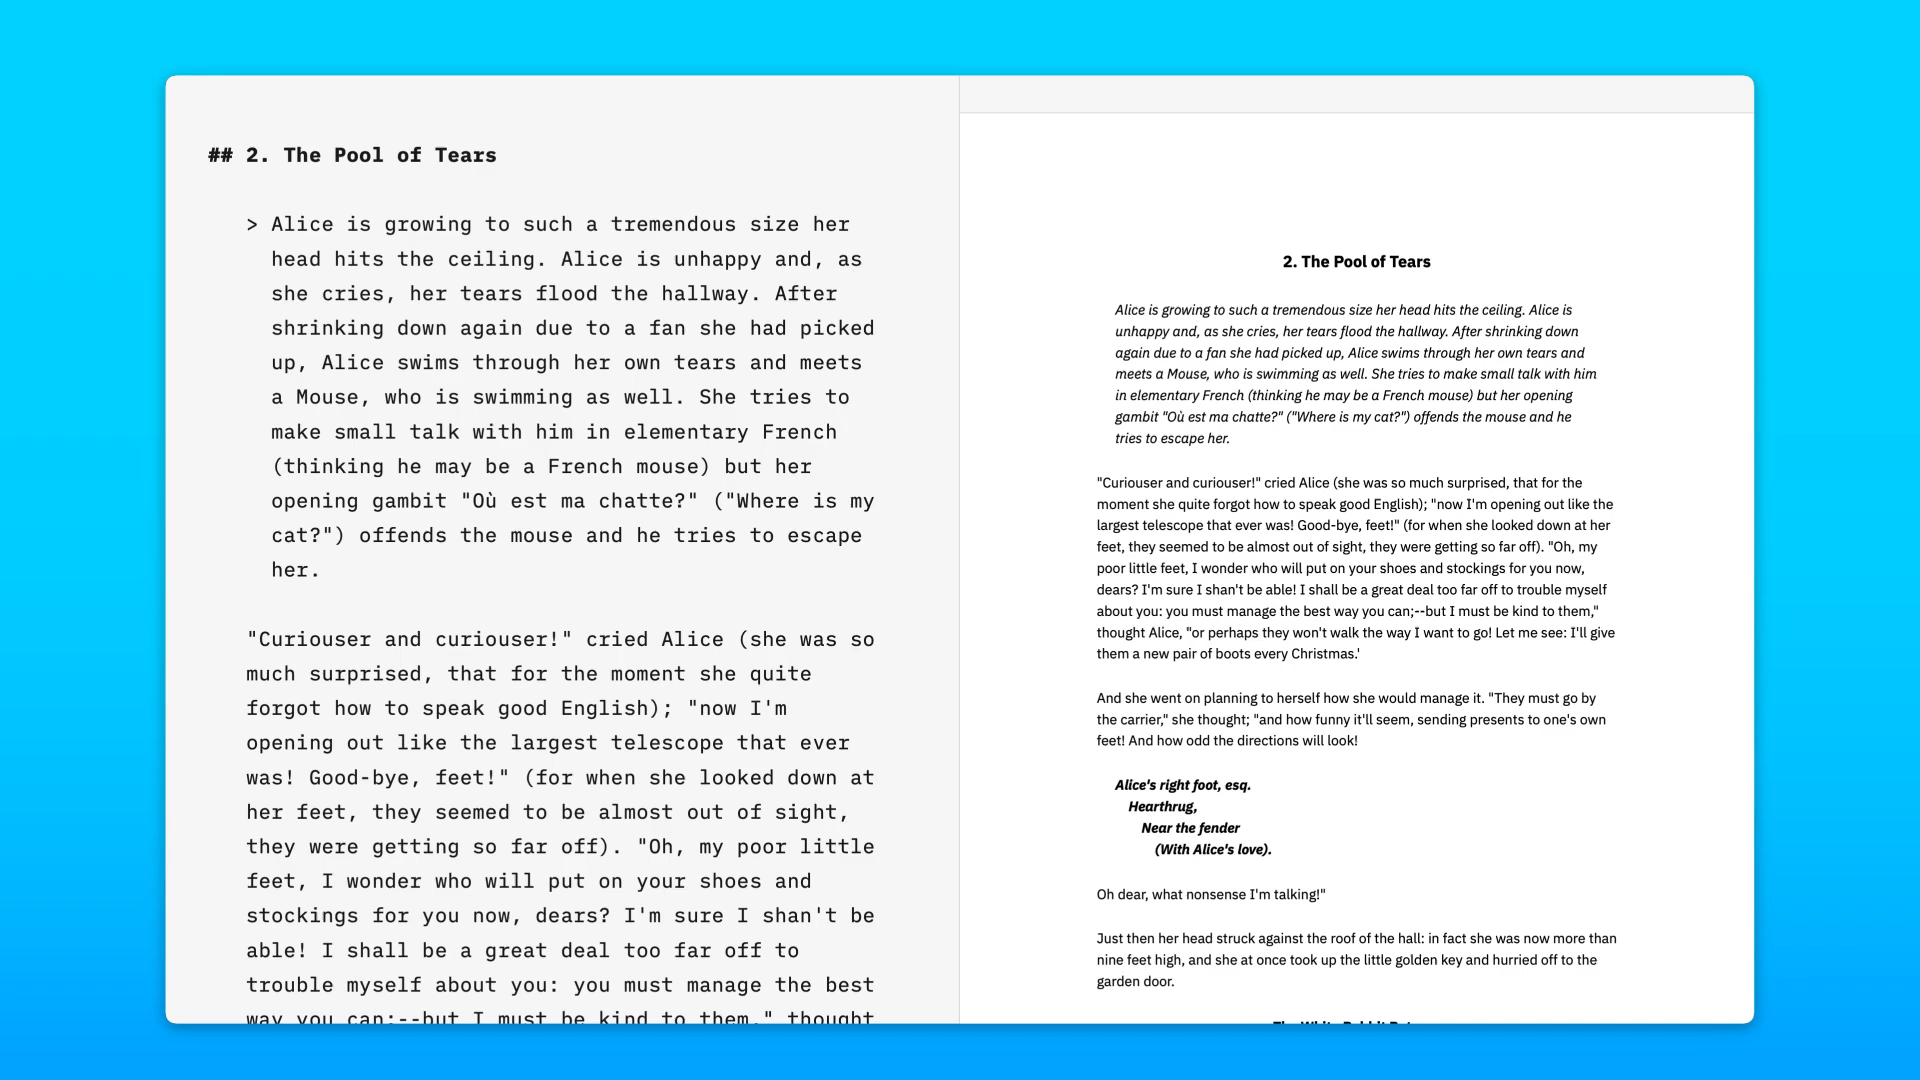 ## 2. The Pool of Tears
> Alice is growing to such a tremendous size her
head hits the ceiling. Alice is unhappy and, as
she cries, her tears flood the hallway. After
shrinking down again due to a fan she had picked
up, Alice swims through her own tears and meets
a Mouse, who is swimming as well. She tries to
make small talk with him in elementary French
(thinking he may be a French mouse) but her
opening gambit "Où est ma chatte?" ("Where is my
cat?") offends the mouse and he tries to escape
her.
"Curiouser and curiouser!" cried Alice (she was so
much surprised, that for the moment she quite
forgot how to speak good English); "now I'm
opening out like the largest telescope that ever
was! Good-bye, feet!" (for when she looked down at
her feet, they seemed to be almost out of sight,
they were getting so far off). "Oh, my poor little
feet, I wonder who will put on your shoes and
stockings for you now, dears? I'm sure I shan't be
able! I shall be a great deal too far off to
trouble myself about you: you must manage the best
way you can;--but I must be kind to them," thought
2. The Pool of Tears
Alice is growing to such a tremendous size her head hits the ceiling. Alice is
unhappy and, as she cries, her tears flood the hallway. After shrinking down
again due to a fan she had picked up, Alice swims through her own tears and
meets a Mouse, who is swimming as well. She tries to make small talk with him
in elementary French (thinking he may be a French mouse) but her opening
gambit "Où est ma chatte?" ("Where is my cat?") offends the mouse and he
tries to escape her.
"Curiouser and curiouser!" cried Alice (she was so much surprised, that for the
moment she quite forgot how to speak good English); "now I'm opening out like the
largest telescope that ever was! Good-bye, feet!" (for when she looked down at her
feet, they seemed to be almost out of sight, they were getting so far off). "Oh, my
poor little feet, I wonder who will put on your shoes and stockings for you now,
dears? I'm sure I shan't be able! I shall be a great deal too far off to trouble myself
about you: you must manage the best way you can;--but I must be kind to them,"
thought Alice, "or perhaps they won't walk the way I want to go! Let me see: I'll give
them a new pair of boots every Christmas.'
And she went on planning to herself how she would manage it. "They must go by
the carrier," she thought; "and how funny it'll seem, sending presents to one's own
feet! And how odd the directions will look!
Alice's right foot, esq.
Hearthrug,
Near the fender
(With Alice's love).
Oh dear, what nonsense I'm talking!"
Just then her head struck against the roof of the hall: in fact she was now more than
nine feet high, and she at once took up the little golden key and hurried off to the
garden door.
The White Rabbit